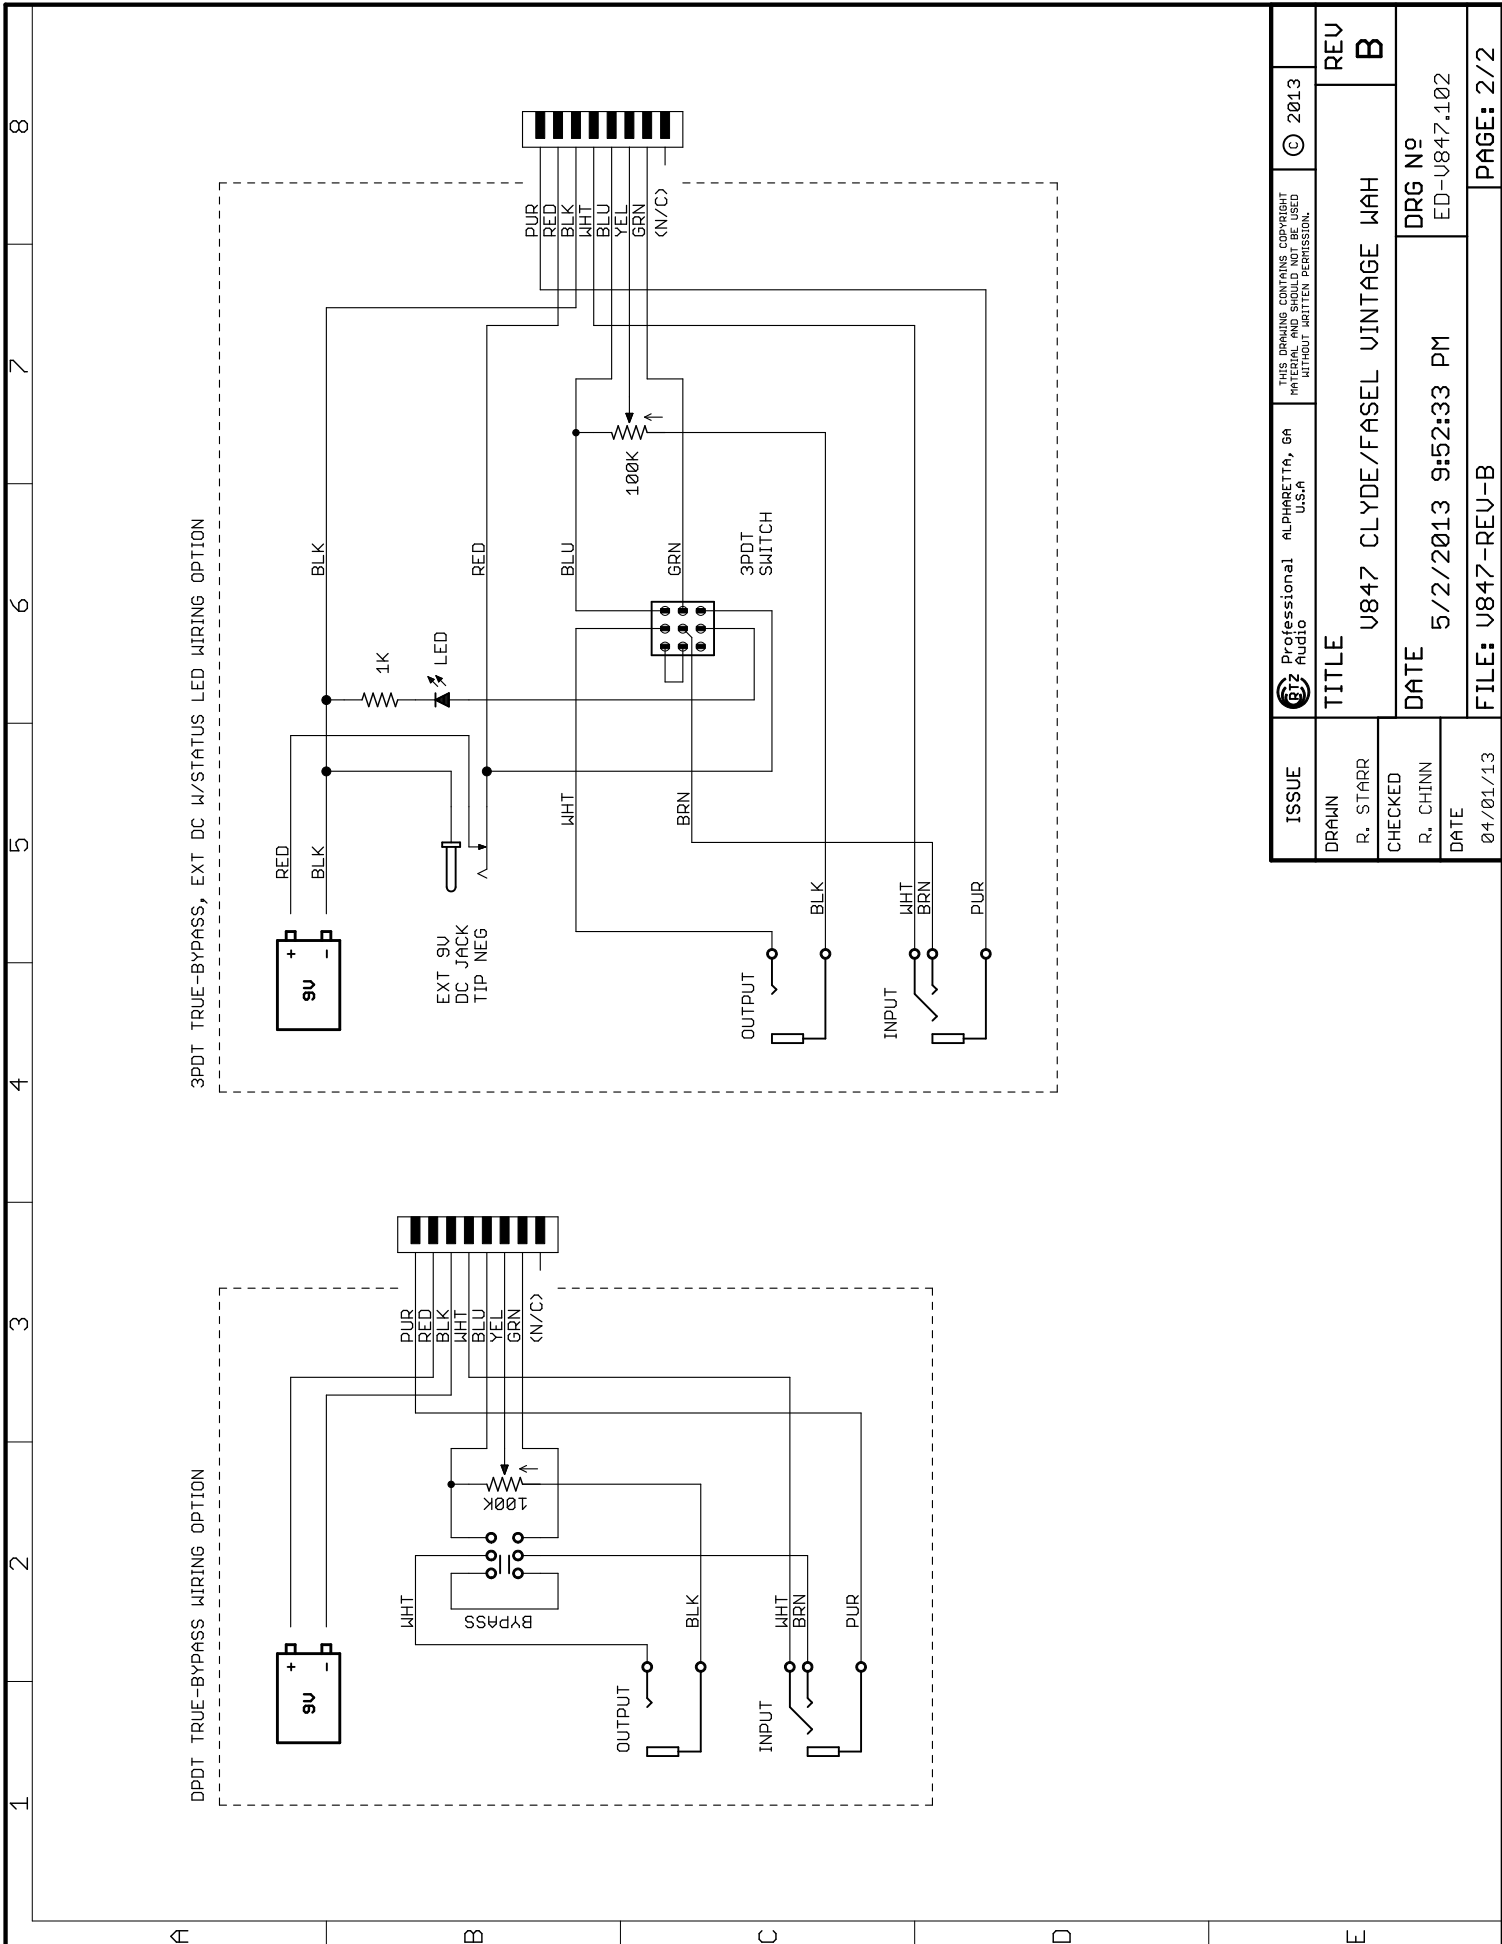 1
2
3
4
5
6
7
8
A
B
C
D
E
DPDT TRUE-BYPASS WIRING OPTION
9V
+
-
PUR
RED
BLK
WHT
BLU
YEL
GRN
(N/C)
100K
BYPASS
WHT
OUTPUT
BLK
INPUT
WHT
BRN
PUR
3PDT TRUE-BYPASS, EXT DC W/STATUS LED WIRING OPTION
9V
+
-
RED
BLK
BLK
1K
LED
EXT 9V
DC JACK
TIP NEG
RED
PUR
RED
BLK
WHT
BLU
YEL
GRN
(N/C)
BLU
100K
GRN
3PDT
SWITCH
WHT
BRN
OUTPUT
BLK
INPUT
WHT
BRN
PUR
ISSUE
RTZ Professional Audio
ALPHARETTA, GA
U.S.A
THIS DRAWING CONTAINS COPYRIGHT
MATERIAL AND SHOULD NOT BE USED
WITHOUT WRITTEN PERMISSION.
© 2013
DRAWN
R. STARR
CHECKED
R. CHINN
DATE
04/01/13
TITLE
V847 CLYDE/FASEL VINTAGE WAH
REV
B
DATE
5/2/2013 9:52:33 PM
DRG Nº
ED-V847.102
FILE: V847-REV-B
PAGE: 2/2